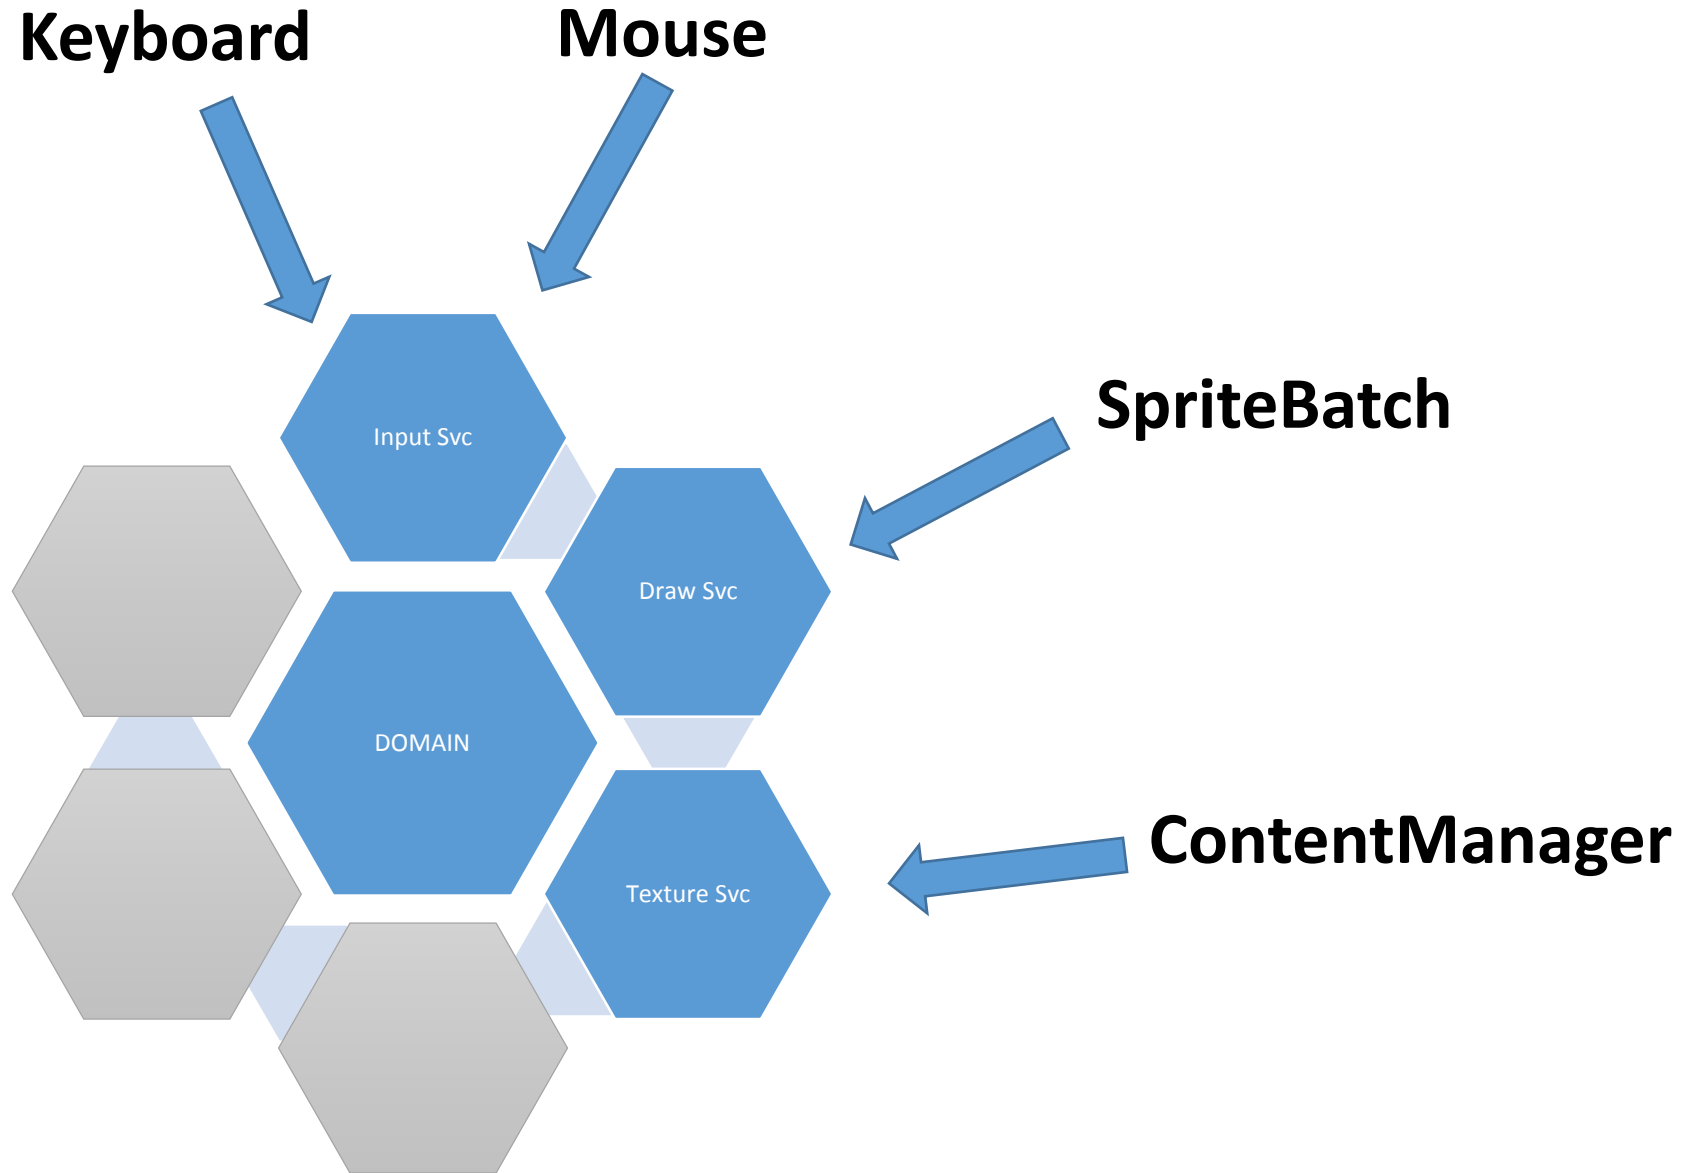 Keyboard
Mouse
SpriteBatch
Input Svc
Draw Svc
DOMAIN
ContentManager
Texture Svc